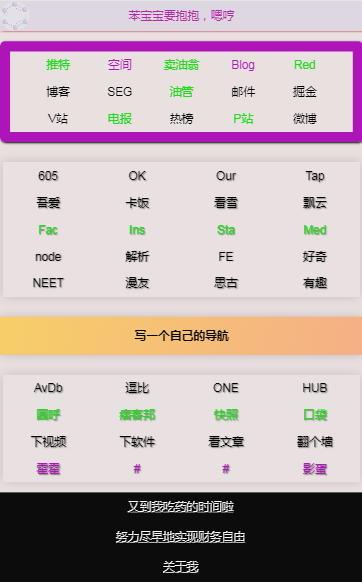 苯宝宝要抱抱，嗯哼
推特 空间 卖油翁 Blog Red
博客 SEG 油管 邮件 掘金
V站 电报 热榜 P站 微博
605 OK Our Tap
吾爱 卡饭 看雪 飘云
Fac Ins Sta Med
node 解析 FE 好奇
NEET 漫友 思古 有趣
写一个自己的导航
AvDb 逗比 ONE HUB
画呼 痞客邦 快照 口袋
下视频 下软件 看文章 翻个墙
霍霍 # # 影蛋
又到我吃药的时间啦
努力尽早地实现财务自由
关于我